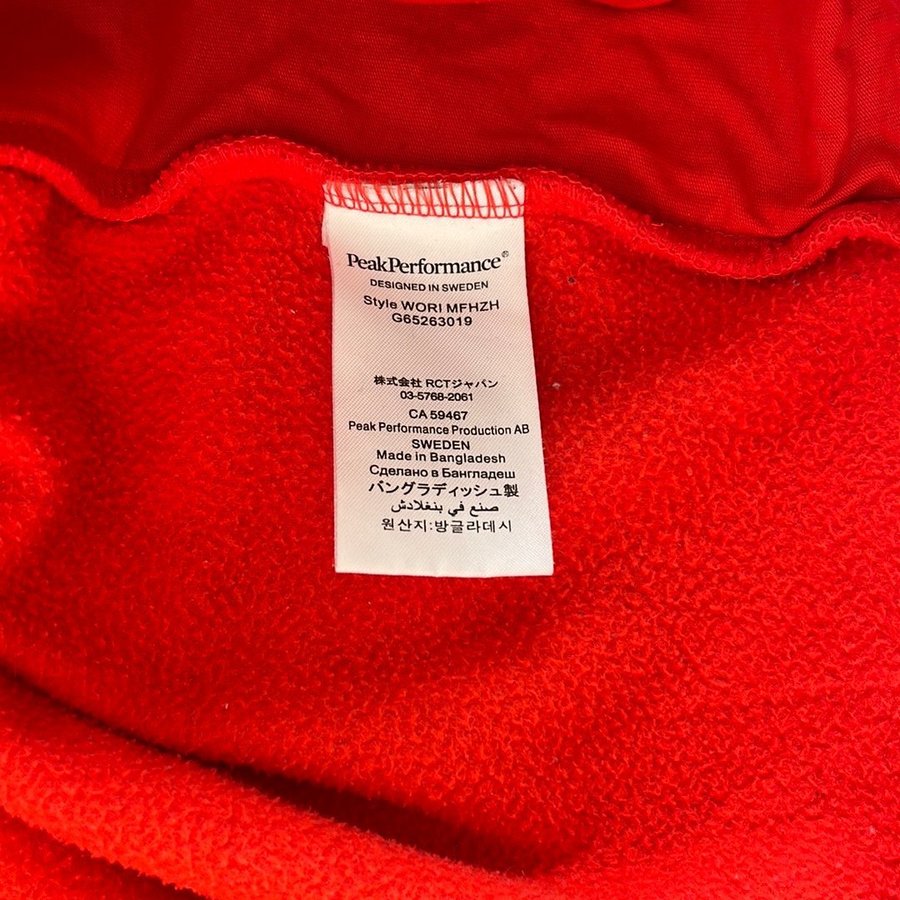 PeakPerformance®
DESIGNED IN SWEDEN
Style WORI MFHZH
G65263019
株式会社 RCTジャパン
03-5768-2061
CA 59467
Peak Performance Production AB
SWEDEN
Made in Bangladesh
Сделано в Бангладеш
バングラディッシュ製
صنع في بنغلادش
원산지:방글라데시